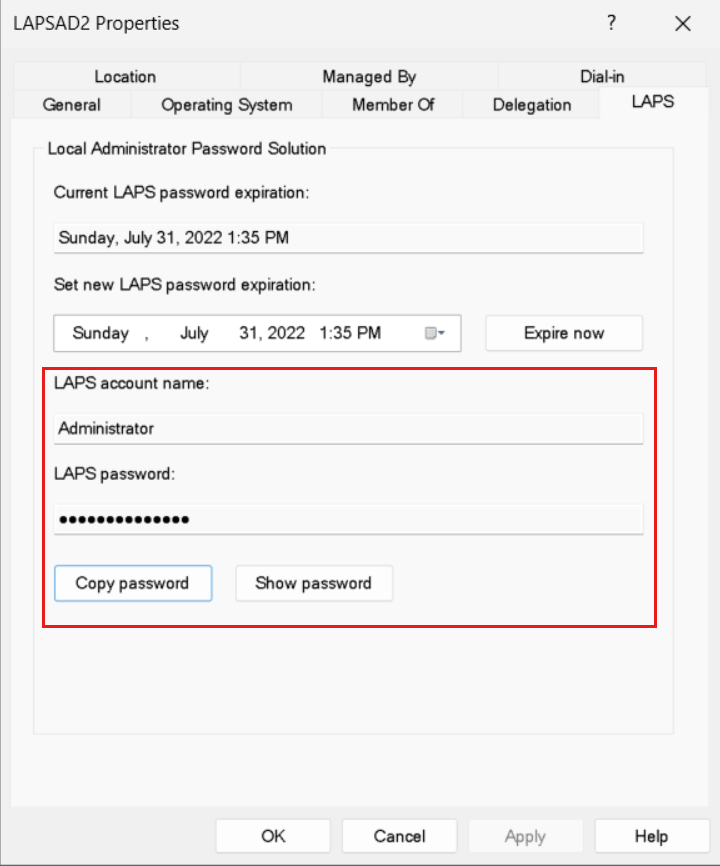 LAPSAD2 Properties ?
Location Managed By Dial-in
General Operating System Member Of Delegation LAPS
Local Administrator Password Solution
Current LAPS password expiration:
Sunday, July 31, 2022 1:35 PM
Set new LAPS password expiration:
Sunday , July 31, 2022 1:35 PM Expire now
LAPS account name:
Administrator
LAPS password:
●●●●●●●●●●●●●●
Copy password Show password
OK Cancel Apply Help